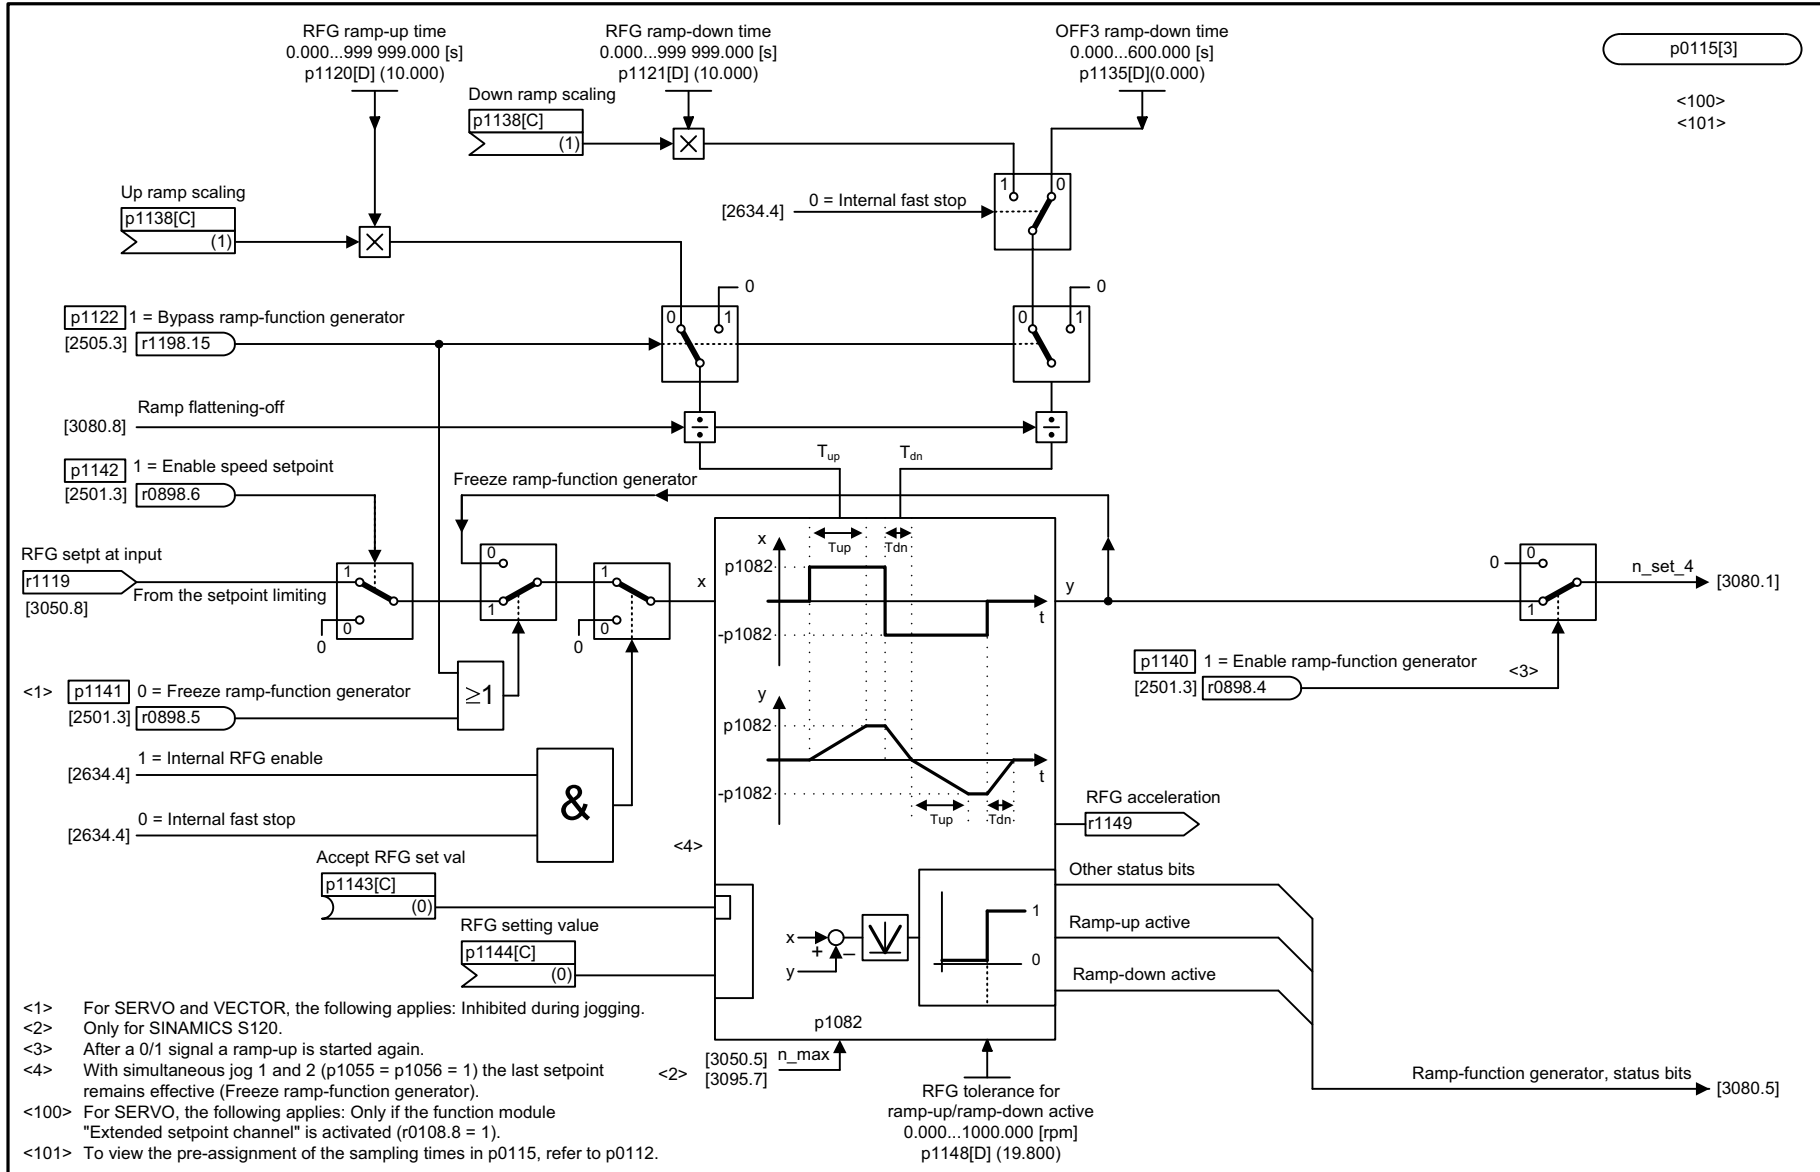 RFG ramp-up time
0.000...999 999.000 [s]
p1120[D] (10.000)
RFG ramp-down time
0.000...999 999.000 [s]
p1121[D] (10.000)
OFF3 ramp-down time
0.000...600.000 [s]
p1135[D](0.000)
p0115[3]
<100>
<101>
Down ramp scaling
p1138[C]
(1)
Up ramp scaling
p1138[C]
(1)
[2634.4] 0 = Internal fast stop
1 0
p1122 1 = Bypass ramp-function generator
[2505.3] r1198.15
0 1 0
0 1 0
Ramp flattening-off
[3080.8]
÷ ÷
Tup Tdn
p1142 1 = Enable speed setpoint
[2501.3] r0898.6
Freeze ramp-function generator
RFG setpt at input
r1119
From the setpoint limiting
[3050.8]
1 0 0
0 1
1 0 0
x
x
Tup Tdn
p1082
-p1082
t
y
0 0
1
n_set_4 [3080.1]
p1140 1 = Enable ramp-function generator
[2501.3] r0898.4
<3>
<1> p1141 0 = Freeze ramp-function generator
[2501.3] r0898.5
≥1
1 = Internal RFG enable
[2634.4]
0 = Internal fast stop
[2634.4]
&
y
p1082
-p1082
t
Tup Tdn
RFG acceleration
r1149
<4>
Accept RFG set val
p1143[C]
(0)
RFG setting value
p1144[C]
(0)
x
+ –
y
1
0
Other status bits
Ramp-up active
Ramp-down active
p1082
<2> [3050.5] n_max
[3095.7]
RFG tolerance for
ramp-up/ramp-down active
0.000...1000.000 [rpm]
p1148[D] (19.800)
Ramp-function generator, status bits [3080.5]
<1> For SERVO and VECTOR, the following applies: Inhibited during jogging.
<2> Only for SINAMICS S120.
<3> After a 0/1 signal a ramp-up is started again.
<4> With simultaneous jog 1 and 2 (p1055 = p1056 = 1) the last setpoint
remains effective (Freeze ramp-function generator).
<100> For SERVO, the following applies: Only if the function module
"Extended setpoint channel" is activated (r0108.8 = 1).
<101> To view the pre-assignment of the sampling times in p0115, refer to p0112.